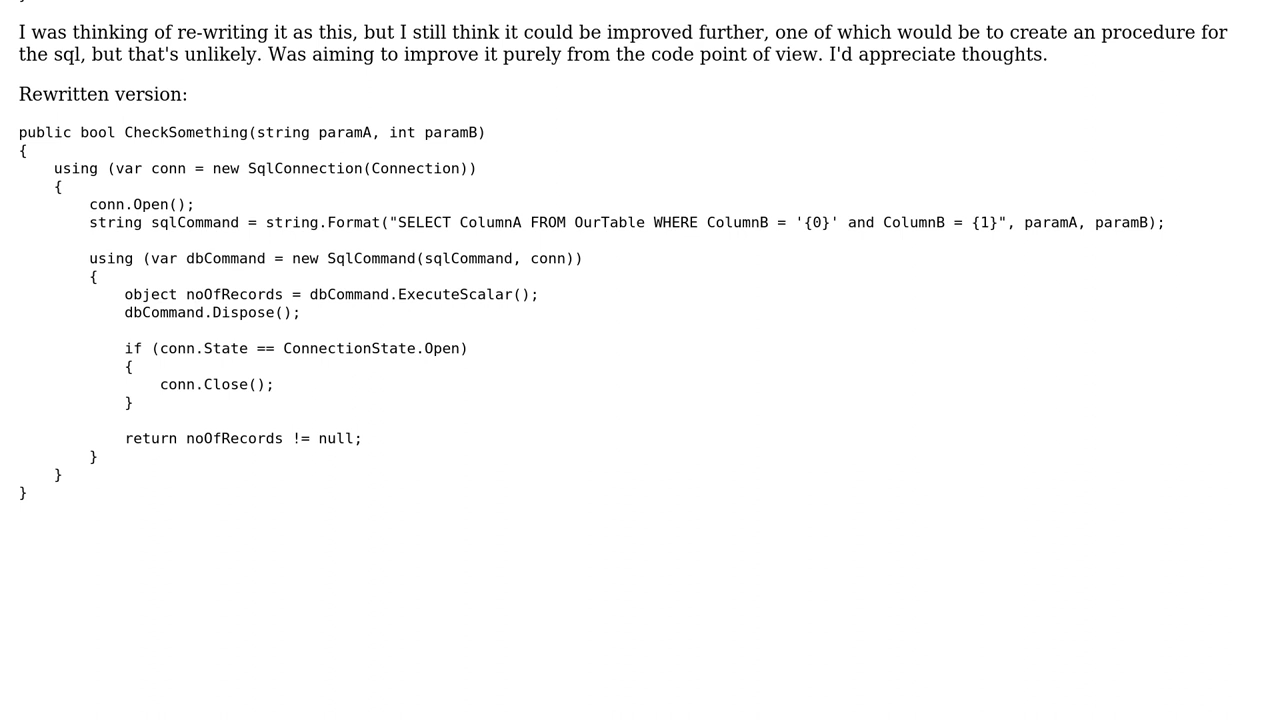 I was thinking of re-writing it as this, but I still think it could be improved further, one of which would be to create an procedure for
the sql, but that's unlikely. Was aiming to improve it purely from the code point of view. I'd appreciate thoughts.
Rewritten version:
public bool CheckSomething(string paramA, int paramB)
{
    using (var conn = new SqlConnection(Connection))
    {
        conn.Open();
        string sqlCommand = string.Format("SELECT ColumnA FROM OurTable WHERE ColumnB = '{0}' and ColumnB = {1}", paramA, paramB);
        using (var dbCommand = new SqlCommand(sqlCommand, conn))
        {
            object noOfRecords = dbCommand.ExecuteScalar();
            dbCommand.Dispose();
            if (conn.State == ConnectionState.Open)
            {
                conn.Close();
            }
            return noOfRecords != null;
        }
    }
}